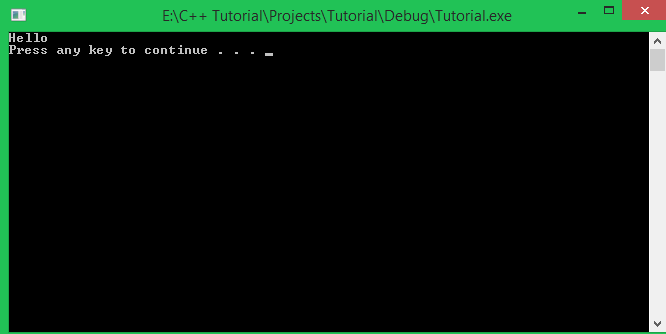 E:\C++ Tutorial\Projects\Tutorial\Debug\Tutorial.exe
Hello
Press any key to continue . . . _